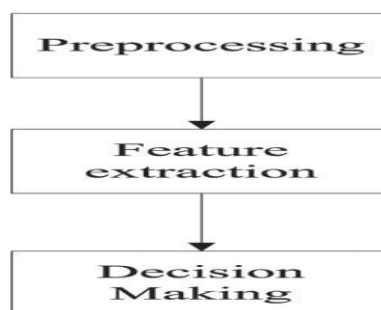 Preprocessing
Feature
extraction
Decision
Making